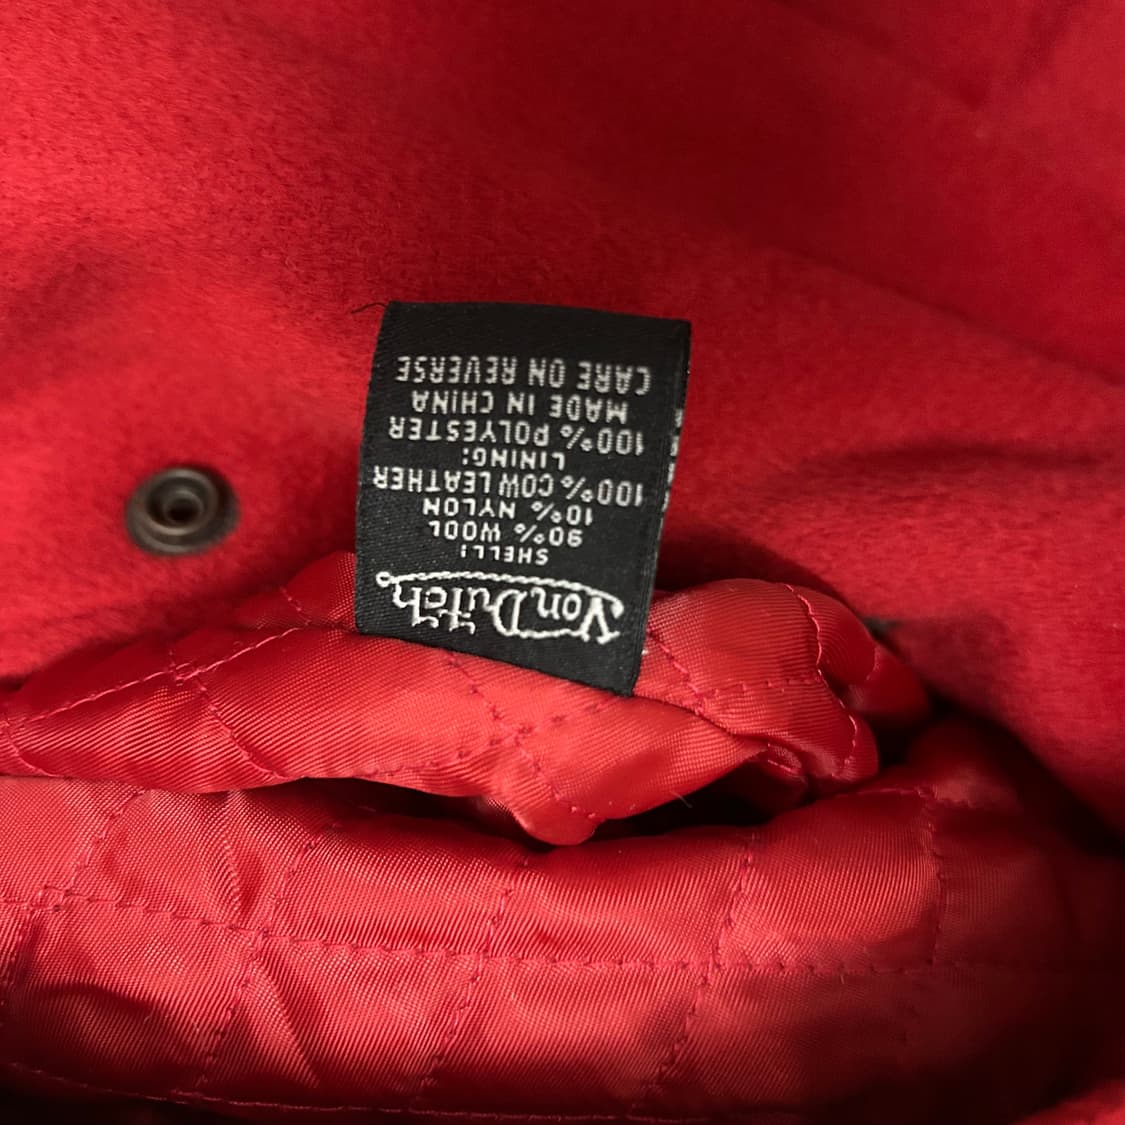 Von Dutch
SHELL:
90% WOOL
10% NYLON
100% COW LEATHER
LINING:
100% POLYESTER
MADE IN CHINA
CARE ON REVERSE